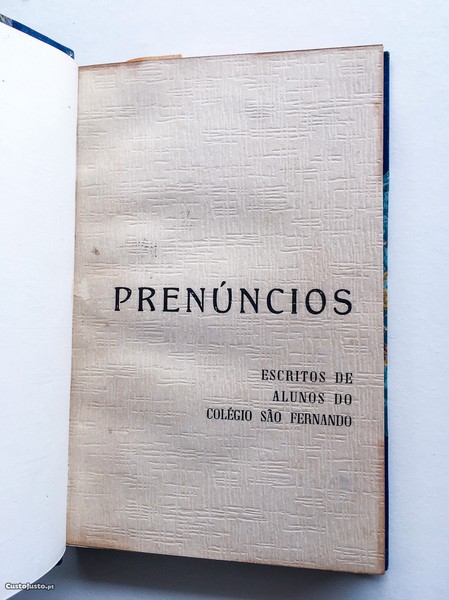 PRENÚNCIOS
ESCRITOS DE
ALUNOS DO
COLÉGIO SÃO FERNANDO
CustoJusto.pt